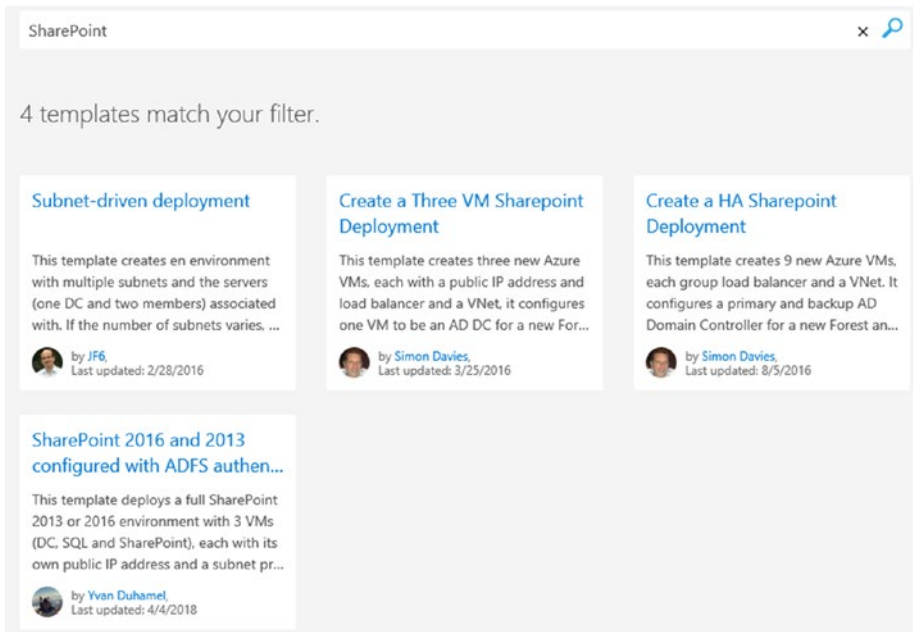 SharePoint
4 templates match your filter.
Subnet-driven deployment
This template creates en environment
with multiple subnets and the servers
(one DC and two members) associated
with. If the number of subnets varies, ...
by JF6,
Last updated: 2/28/2016
Create a Three VM Sharepoint
Deployment
This template creates three new Azure
VMs, each with a public IP address and
load balancer and a VNet, it configures
one VM to be an AD DC for a new For...
by Simon Davies,
Last updated: 3/25/2016
Create a HA Sharepoint
Deployment
This template creates 9 new Azure VMs,
each group load balancer and a VNet. It
configures a primary and backup AD
Domain Controller for a new Forest an...
by Simon Davies,
Last updated: 8/5/2016
SharePoint 2016 and 2013
configured with ADFS authen...
This template deploys a full SharePoint
2013 or 2016 environment with 3 VMs
(DC, SQL and SharePoint), each with its
own public IP address and a subnet pr...
by Yvan Duhamel,
Last updated: 4/4/2018